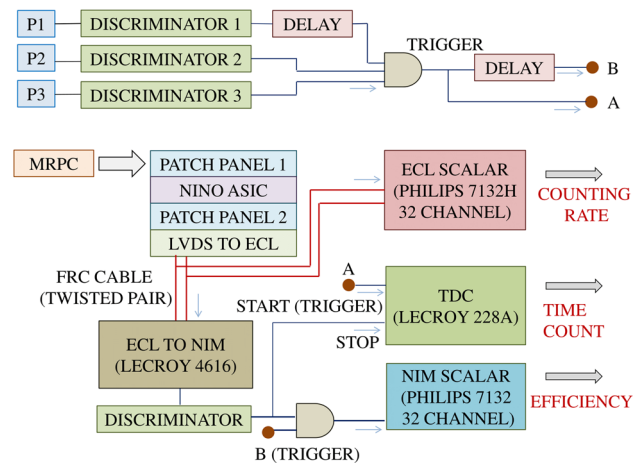 P1
DISCRIMINATOR 1
DELAY
P2
DISCRIMINATOR 2
P3
DISCRIMINATOR 3
TRIGGER
DELAY
B
A
MRPC
PATCH PANEL 1
NINO ASIC
PATCH PANEL 2
LVDS TO ECL
ECL SCALAR
(PHILIPS 7132H
32 CHANNEL)
COUNTING
RATE
FRC CABLE
(TWISTED PAIR)
A
START (TRIGGER)
STOP
TDC
(LECROY 228A)
TIME
COUNT
ECL TO NIM
(LECROY 4616)
NIM SCALAR
(PHILIPS 7132
32 CHANNEL)
EFFICIENCY
DISCRIMINATOR
B (TRIGGER)